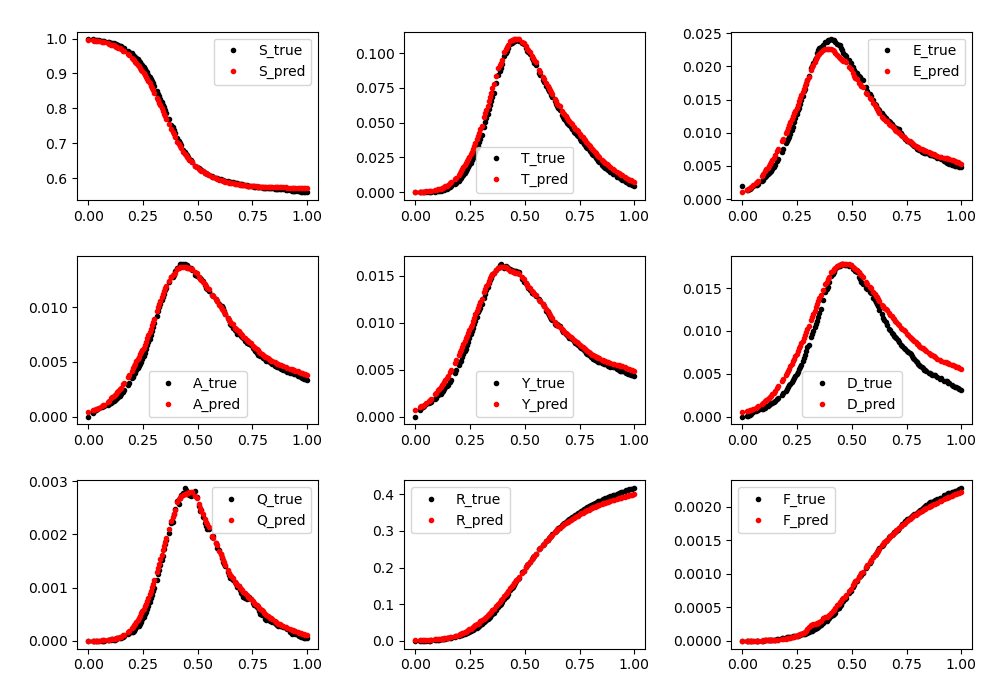 1.0
0.9
0.8
0.7
0.6
S_true
S_pred
0.00 0.25 0.50 0.75 1.00
0.100
0.075
0.050
0.025
0.000
T_true
T_pred
0.00 0.25 0.50 0.75 1.00
0.025
0.020
0.015
0.010
0.005
0.000
E_true
E_pred
0.00 0.25 0.50 0.75 1.00
0.010
0.005
0.000
A_true
A_pred
0.00 0.25 0.50 0.75 1.00
0.015
0.010
0.005
0.000
Y_true
Y_pred
0.00 0.25 0.50 0.75 1.00
0.015
0.010
0.005
0.000
D_true
D_pred
0.00 0.25 0.50 0.75 1.00
0.003
0.002
0.001
0.000
Q_true
Q_pred
0.00 0.25 0.50 0.75 1.00
0.4
0.3
0.2
0.1
0.0
R_true
R_pred
0.00 0.25 0.50 0.75 1.00
0.0020
0.0015
0.0010
0.0005
0.0000
F_true
F_pred
0.00 0.25 0.50 0.75 1.00